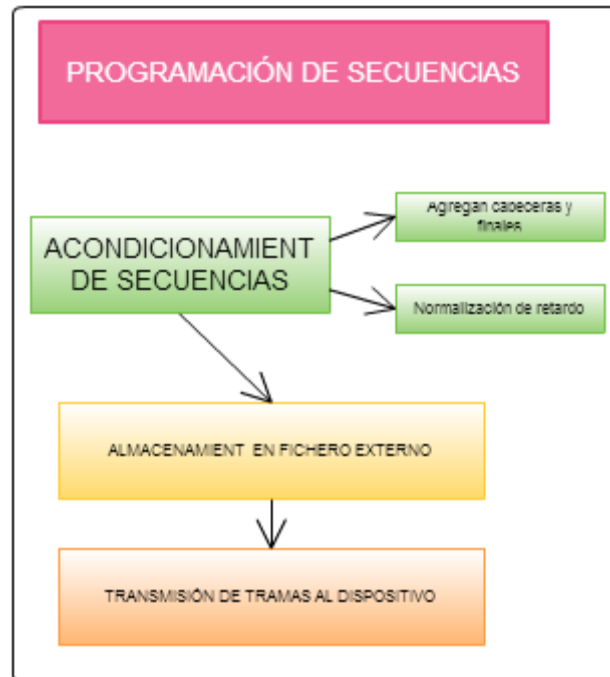 PROGRAMACIÓN DE SECUENCIAS
Agregan cabeceras y
finales
ACONDICIONAMIENT
DE SECUENCIAS
Normalización de retardo
ALMACENAMIENT EN FICHERO EXTERNO
TRANSMISIÓN DE TRAMAS AL DISPOSITIVO